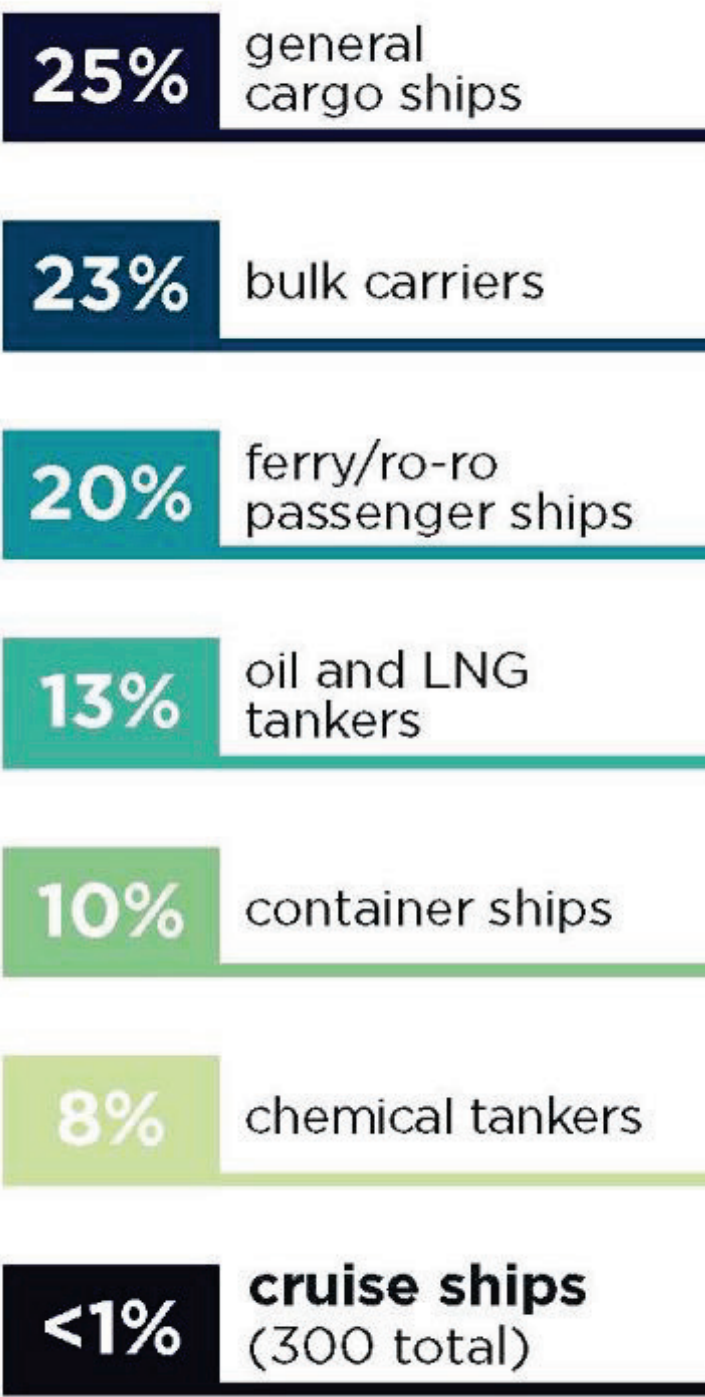 25% general
cargo ships
23% bulk carriers
20% ferry/ro-ro
passenger ships
13% oil and LNG
tankers
10% container ships
8% chemical tankers
<1% cruise ships
(300 total)